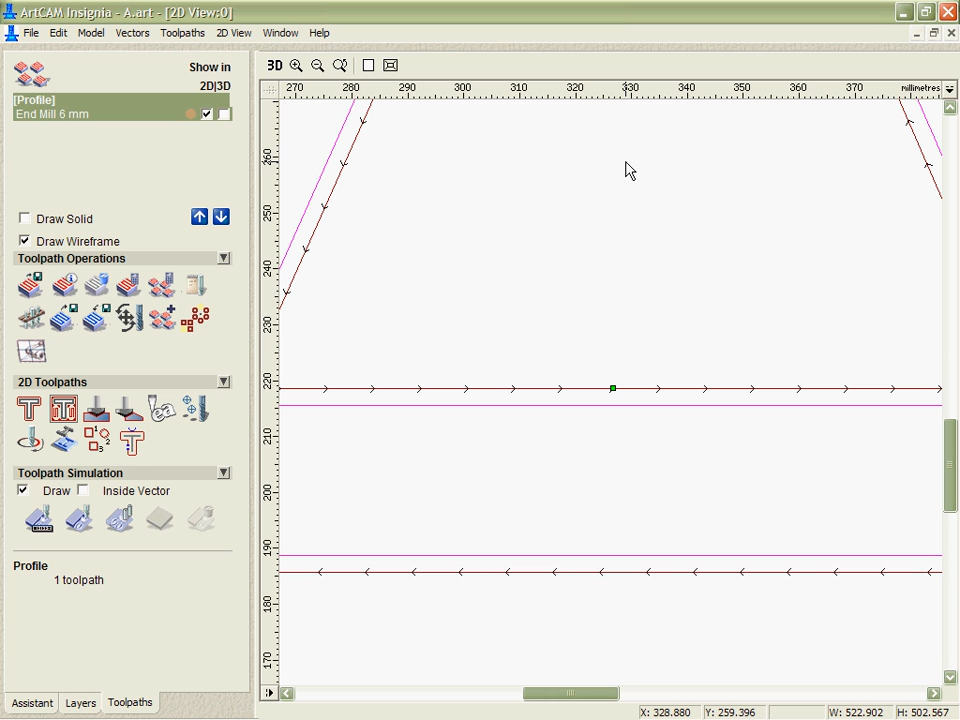 ArtCAM Insignia - A.art - [2D View:0]
File Edit Model Vectors Toolpaths 2D View Window Help
Show in
2D|3D
[Profile]
End Mill 6 mm
Draw Solid
Draw Wireframe
Toolpath Operations
2D Toolpaths
Toolpath Simulation
Draw Inside Vector
Profile
1 toolpath
Assistant Layers Toolpaths
3D
270 280 290 300 310 320 330 340 350 360 370 millimetres
260
250
240
230
220
210
200
190
180
170
X: 328.880 Y: 259.396 W: 522.902 H: 502.567